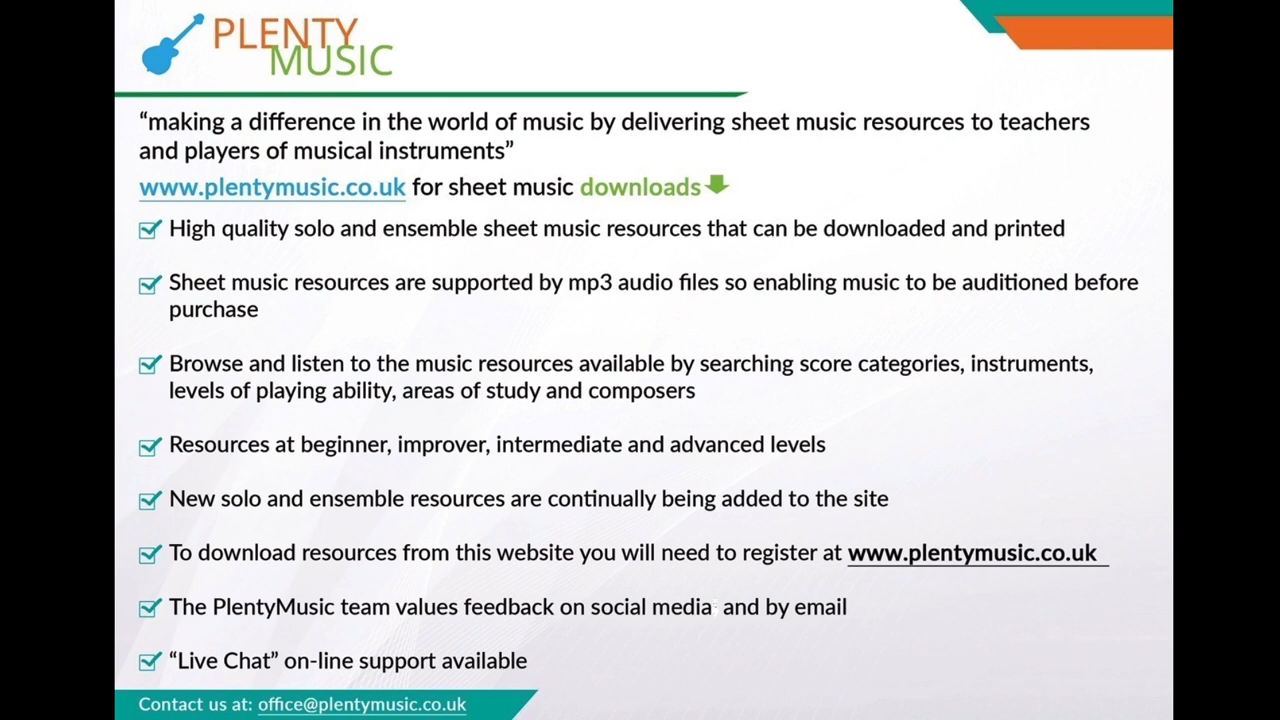 PLENTY
MUSIC
“making a difference in the world of music by delivering sheet music resources to teachers
and players of musical instruments”
www.plentymusic.co.uk for sheet music downloads
High quality solo and ensemble sheet music resources that can be downloaded and printed
Sheet music resources are supported by mp3 audio files so enabling music to be auditioned before
purchase
Browse and listen to the music resources available by searching score categories, instruments,
levels of playing ability, areas of study and composers
Resources at beginner, improver, intermediate and advanced levels
New solo and ensemble resources are continually being added to the site
To download resources from this website you will need to register at www.plentymusic.co.uk
The PlentyMusic team values feedback on social media and by email
“Live Chat” on-line support available
Contact us at: office@plentymusic.co.uk